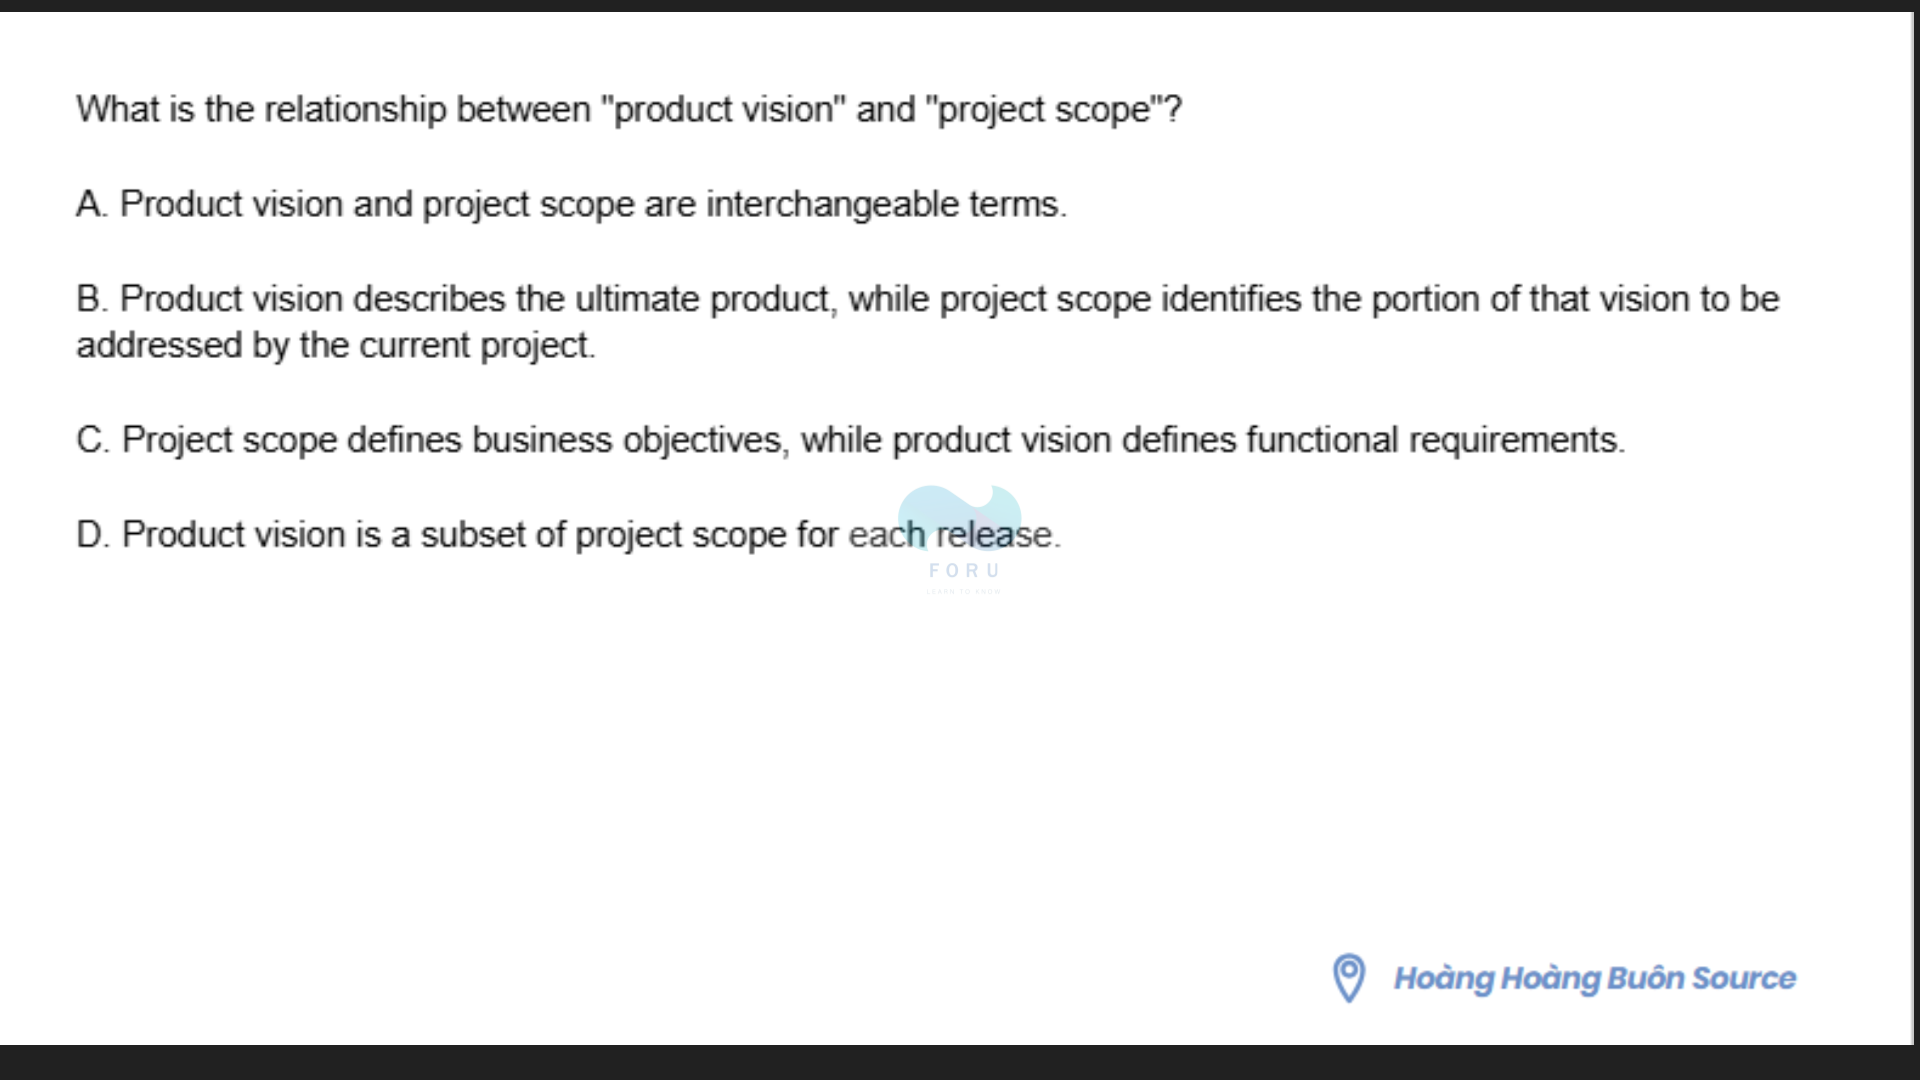 What is the relationship between "product vision" and "project scope"?
A. Product vision and project scope are interchangeable terms.
B. Product vision describes the ultimate product, while project scope identifies the portion of that vision to be
addressed by the current project.
C. Project scope defines business objectives, while product vision defines functional requirements.
D. Product vision is a subset of project scope for each release.
FORU
LEARN TO KNOW
Hoàng Hoàng Buôn Source